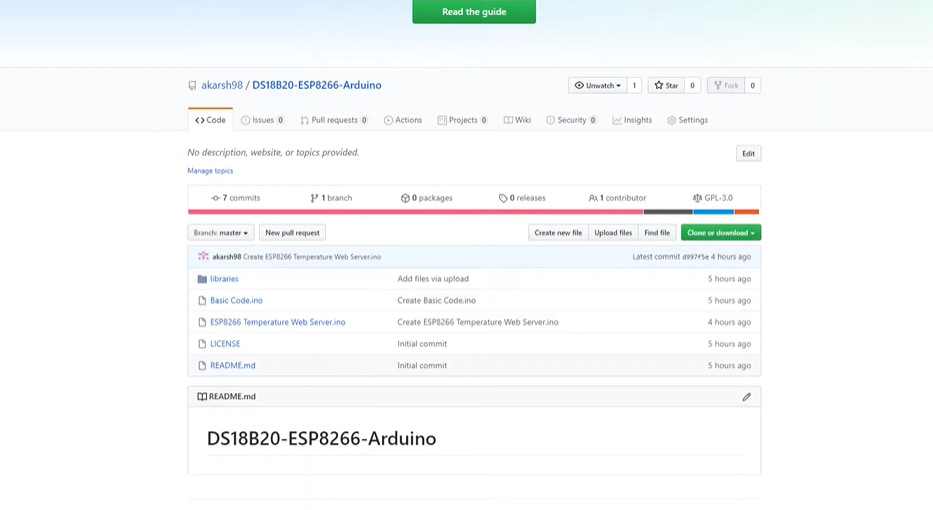 Read the guide
akarsh98 / DS18B20-ESP8266-Arduino
Unwatch 1 Star 0 Fork 0
Code Issues 0 Pull requests 0 Actions Projects 0 Wiki Security 0 Insights Settings
No description, website, or topics provided. Edit
Manage topics
7 commits 1 branch 0 packages 0 releases 1 contributor GPL-3.0
Branch: master New pull request Create new file Upload files Find file Clone or download
akarsh98 Create ESP8266 Temperature Web Server.ino Latest commit d997f5e 4 hours ago
libraries Add files via upload 5 hours ago
Basic Code.ino Create Basic Code.ino 5 hours ago
ESP8266 Temperature Web Server.ino Create ESP8266 Temperature Web Server.ino 4 hours ago
LICENSE Initial commit 5 hours ago
README.md Initial commit 5 hours ago
README.md
DS18B20-ESP8266-Arduino